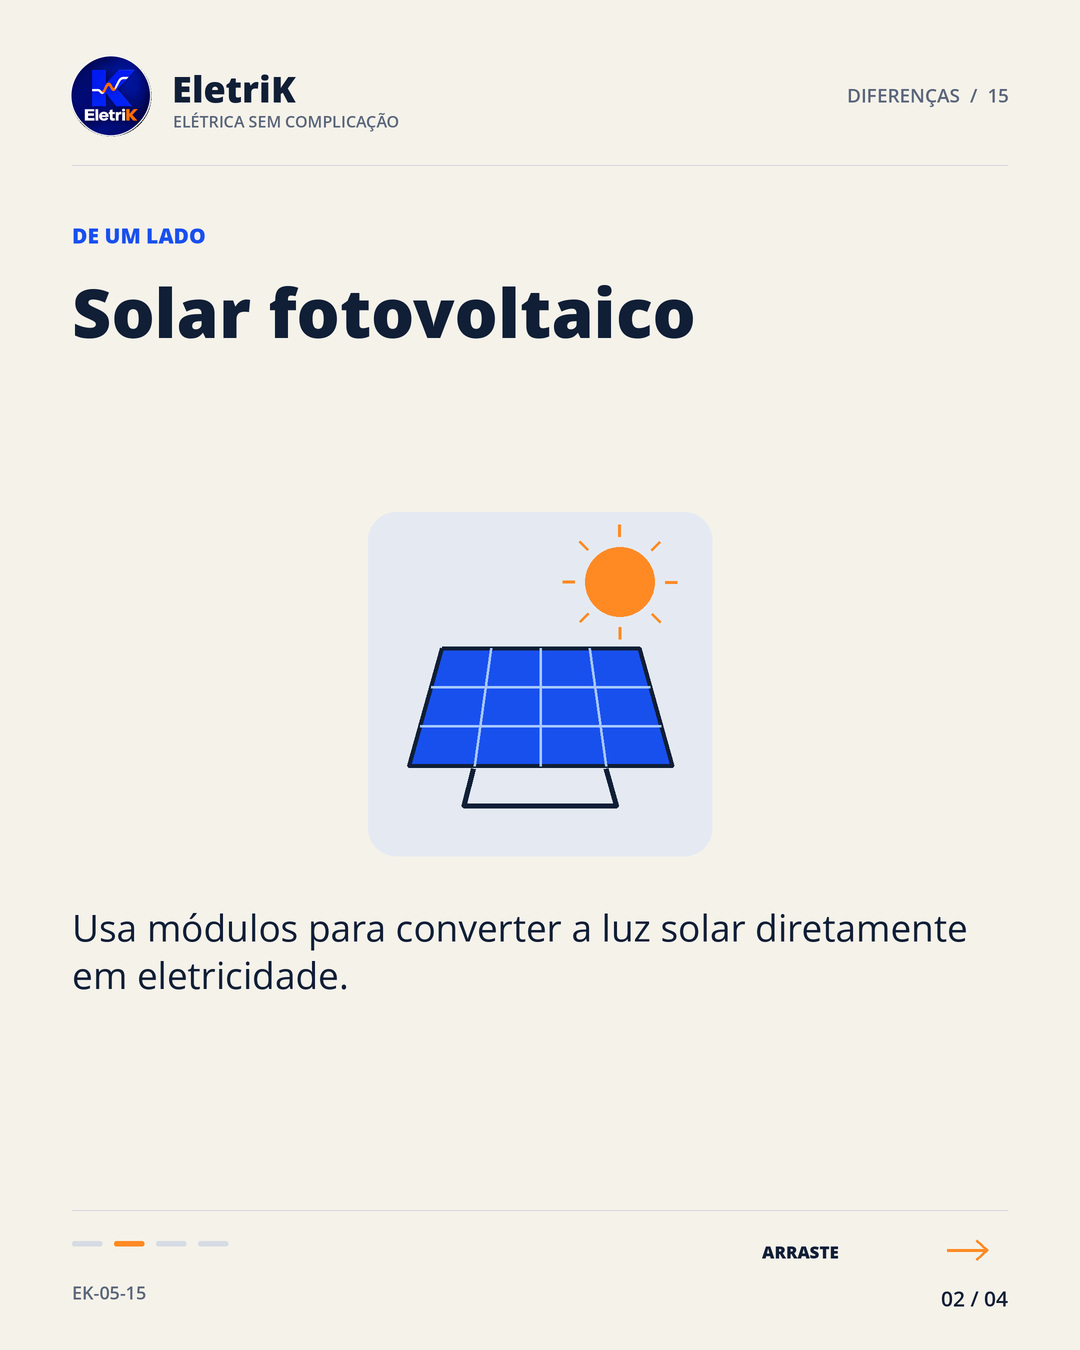 EletriK
EletriK
ELÉTRICA SEM COMPLICAÇÃO
DIFERENÇAS / 15
DE UM LADO
Solar fotovoltaico
Usa módulos para converter a luz solar diretamente
em eletricidade.
ARRASTE
EK-05-15
02 / 04